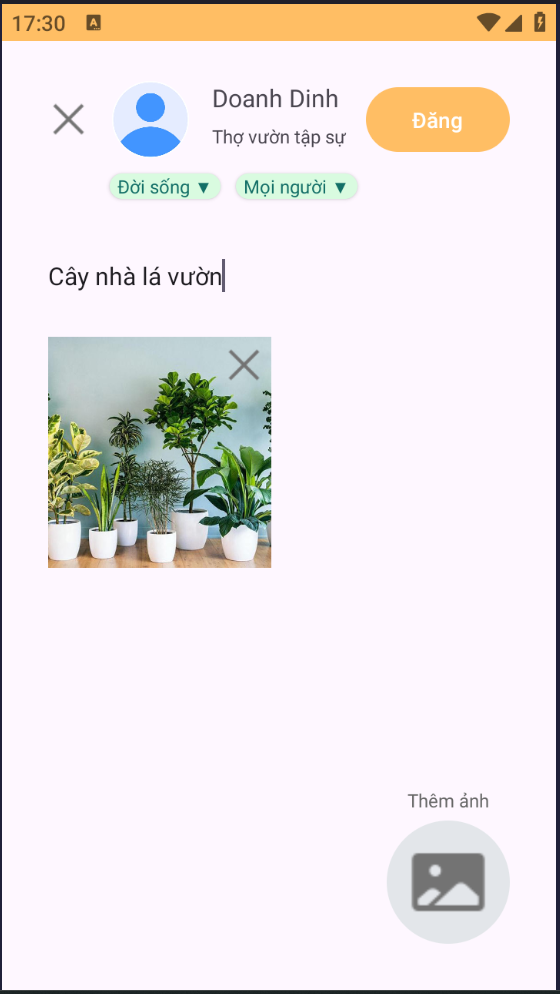 17:30 A
Doanh Dinh
Thợ vườn tập sự
Đăng
Đời sống ▼ Mọi người ▼
Cây nhà lá vườn
Thêm ảnh